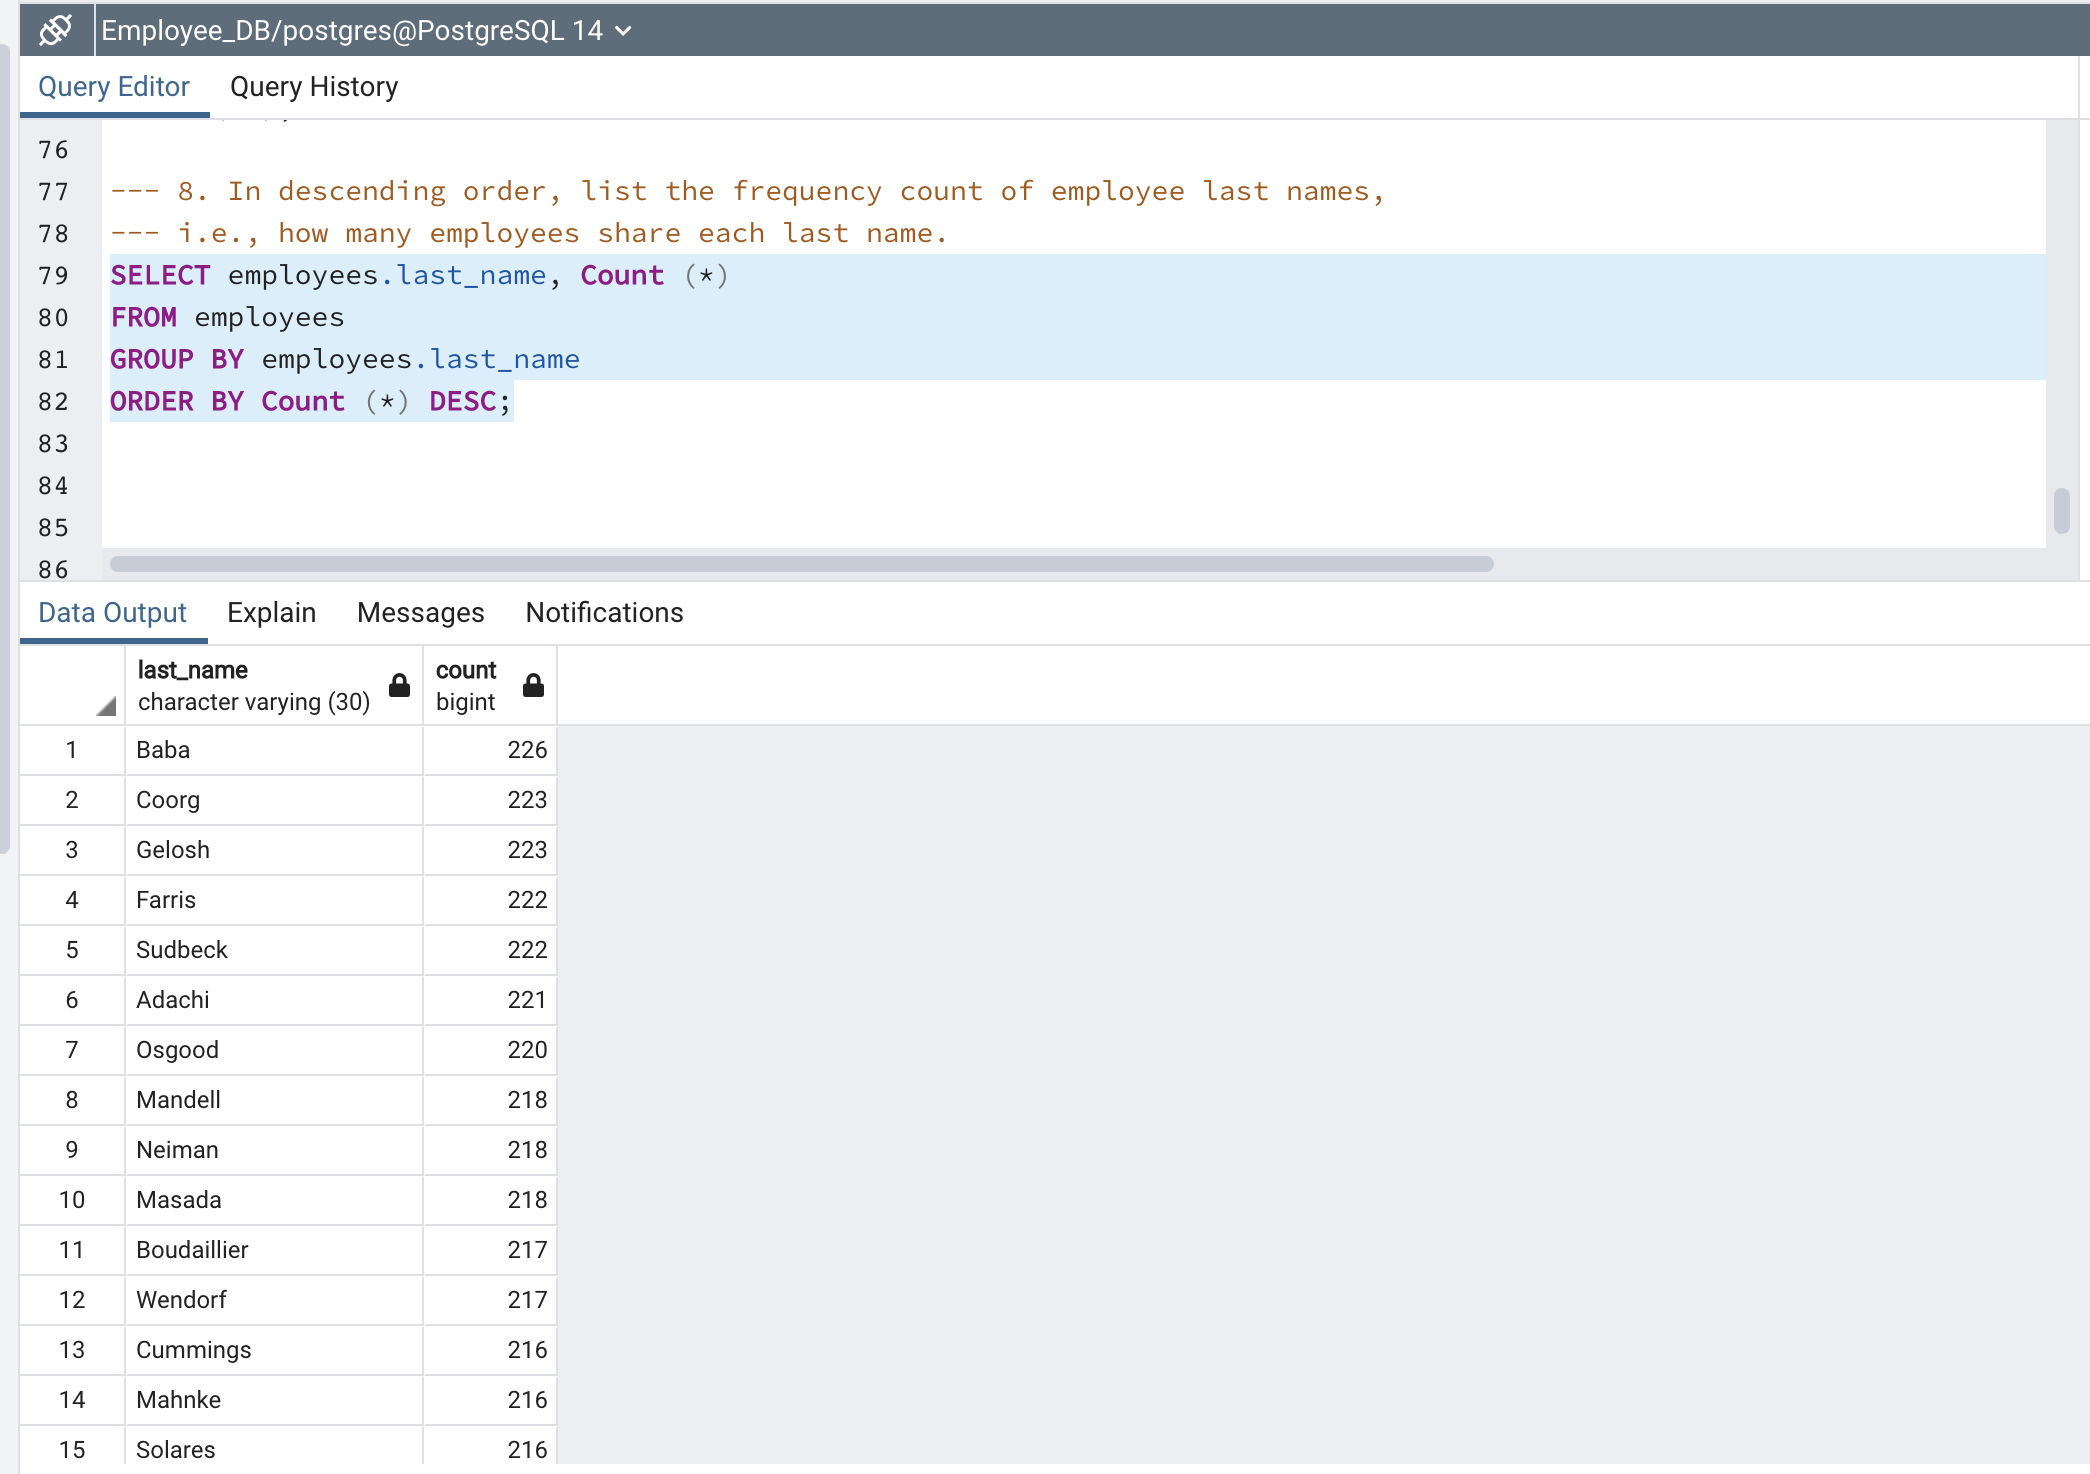 Employee_DB/postgres@PostgreSQL 14
Query Editor Query History
76
77 --- 8. In descending order, list the frequency count of employee last names,
78 --- i.e., how many employees share each last name.
79 SELECT employees.last_name, Count (*)
80 FROM employees
81 GROUP BY employees.last_name
82 ORDER BY Count (*) DESC;
83
84
85
86
Data Output Explain Messages Notifications
last_name count
character varying (30) bigint
1 Baba 226
2 Coorg 223
3 Gelosh 223
4 Farris 222
5 Sudbeck 222
6 Adachi 221
7 Osgood 220
8 Mandell 218
9 Neiman 218
10 Masada 218
11 Boudaillier 217
12 Wendorf 217
13 Cummings 216
14 Mahnke 216
15 Solares 216